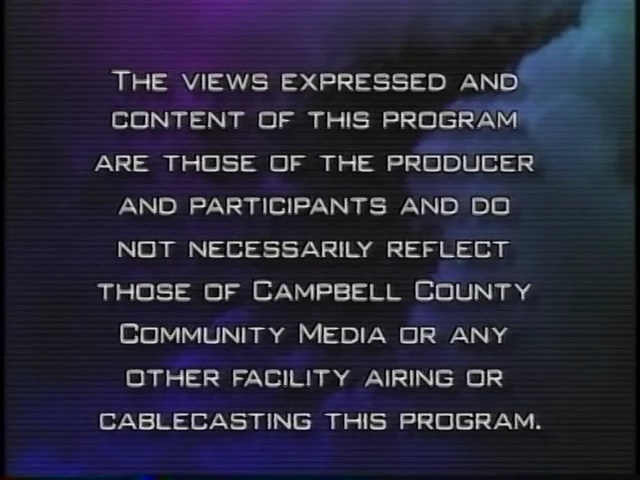 The views expressed and
content of this program
are those of the producer
and participants and do
not necessarily reflect
those of Campbell County
Community Media or any
other facility airing or
cablecasting this program.